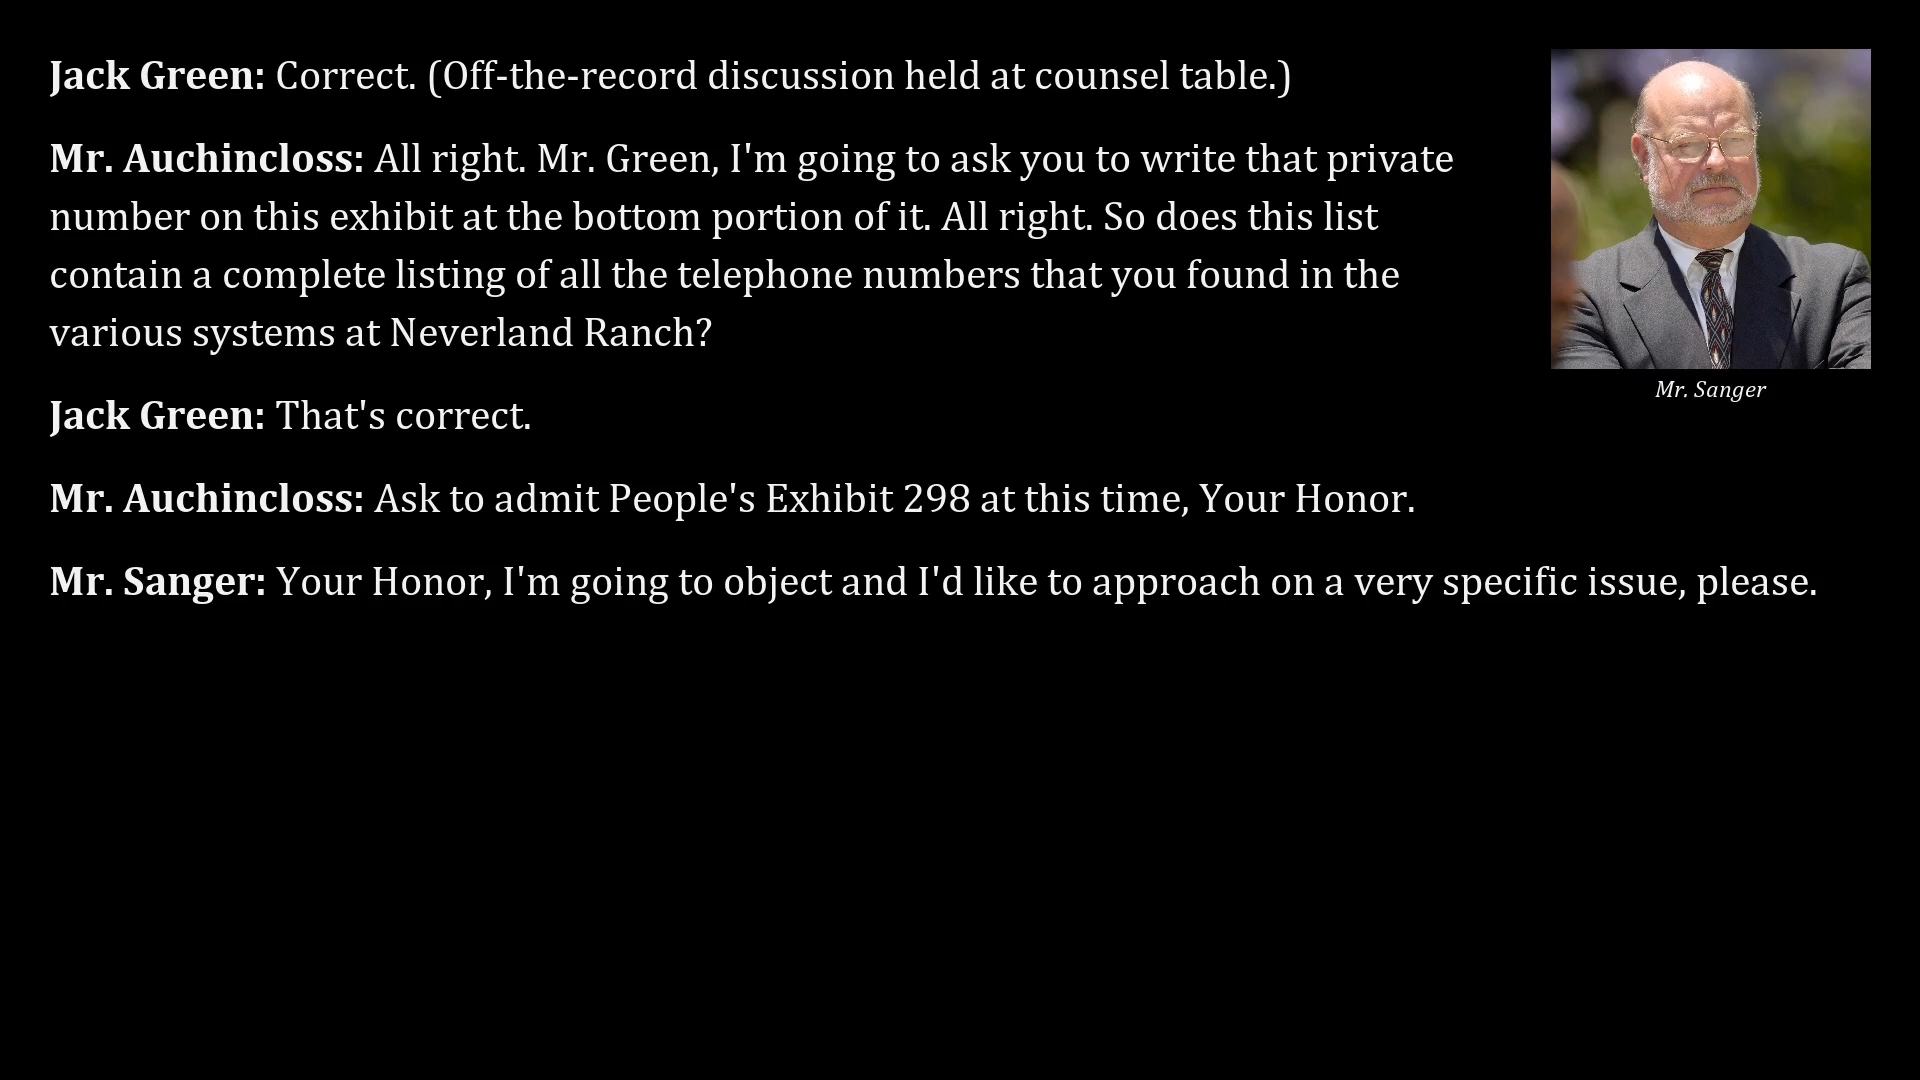 Jack Green: Correct. (Off-the-record discussion held at counsel table.)
Mr. Auchincloss: All right. Mr. Green, I'm going to ask you to write that private
number on this exhibit at the bottom portion of it. All right. So does this list
contain a complete listing of all the telephone numbers that you found in the
various systems at Neverland Ranch?
Mr. Sanger
Jack Green: That's correct.
Mr. Auchincloss: Ask to admit People's Exhibit 298 at this time, Your Honor.
Mr. Sanger: Your Honor, I'm going to object and I'd like to approach on a very specific issue, please.